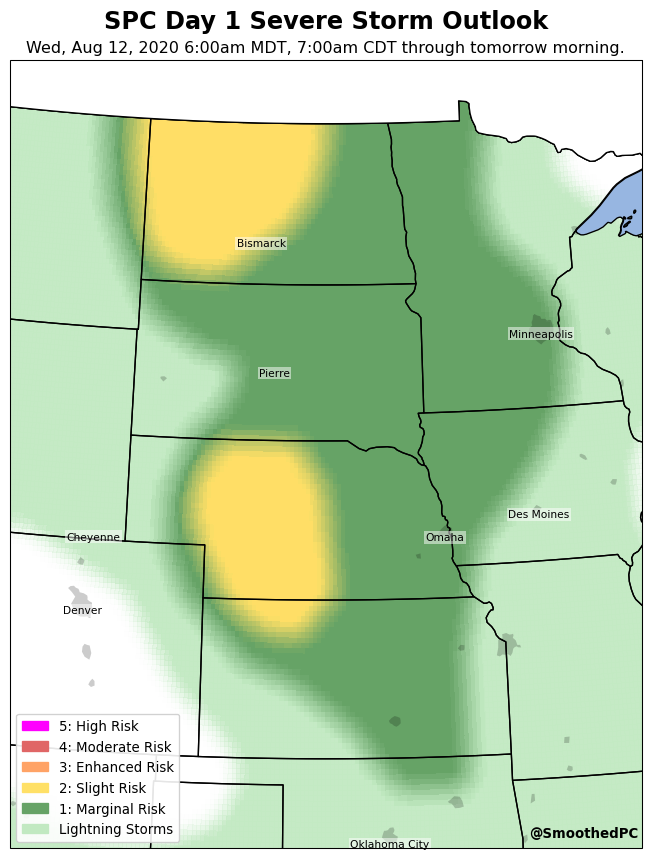 SPC Day 1 Severe Storm Outlook
Wed, Aug 12, 2020 6:00am MDT, 7:00am CDT through tomorrow morning.
Bismarck
Minneapolis
Pierre
Des Moines
Cheyenne
Omaha
Denver
5: High Risk
4: Moderate Risk
3: Enhanced Risk
2: Slight Risk
1: Marginal Risk
Lightning Storms
@SmoothedPC
Oklahoma City